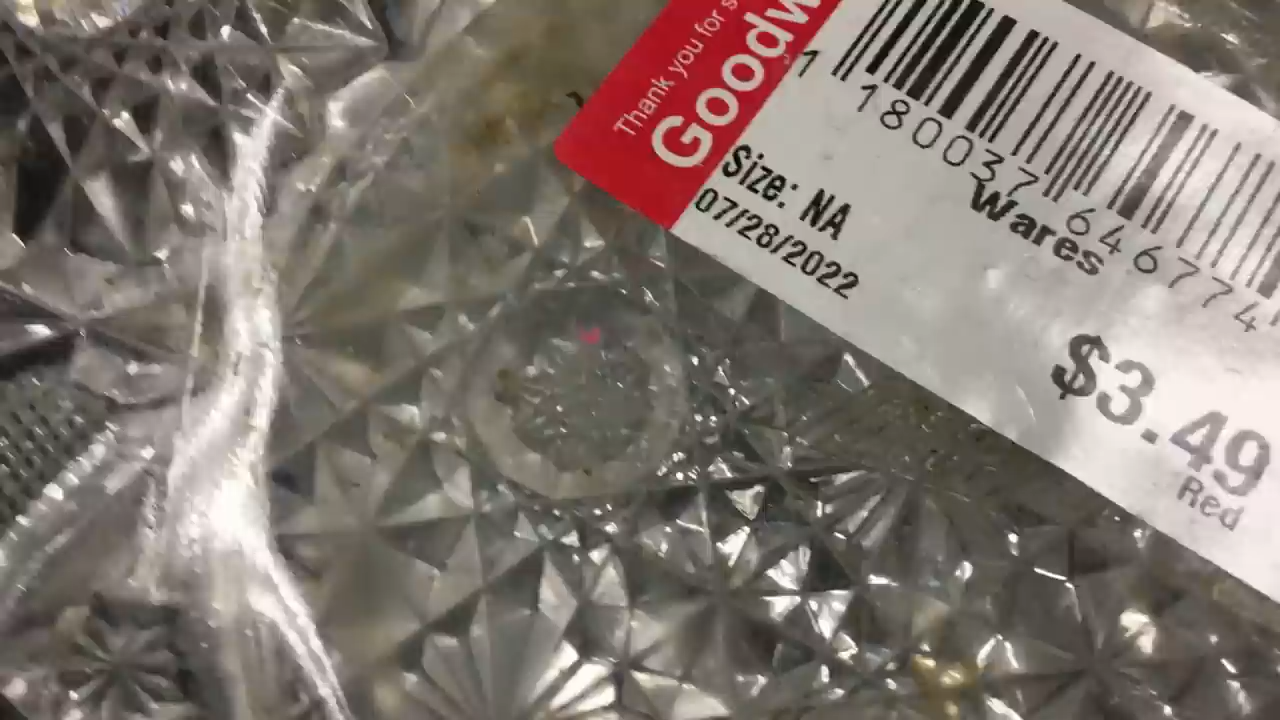 Thank you for s
Goodw
1 180037 646774
Wares
Size: NA
07/28/2022
$3.49
Red